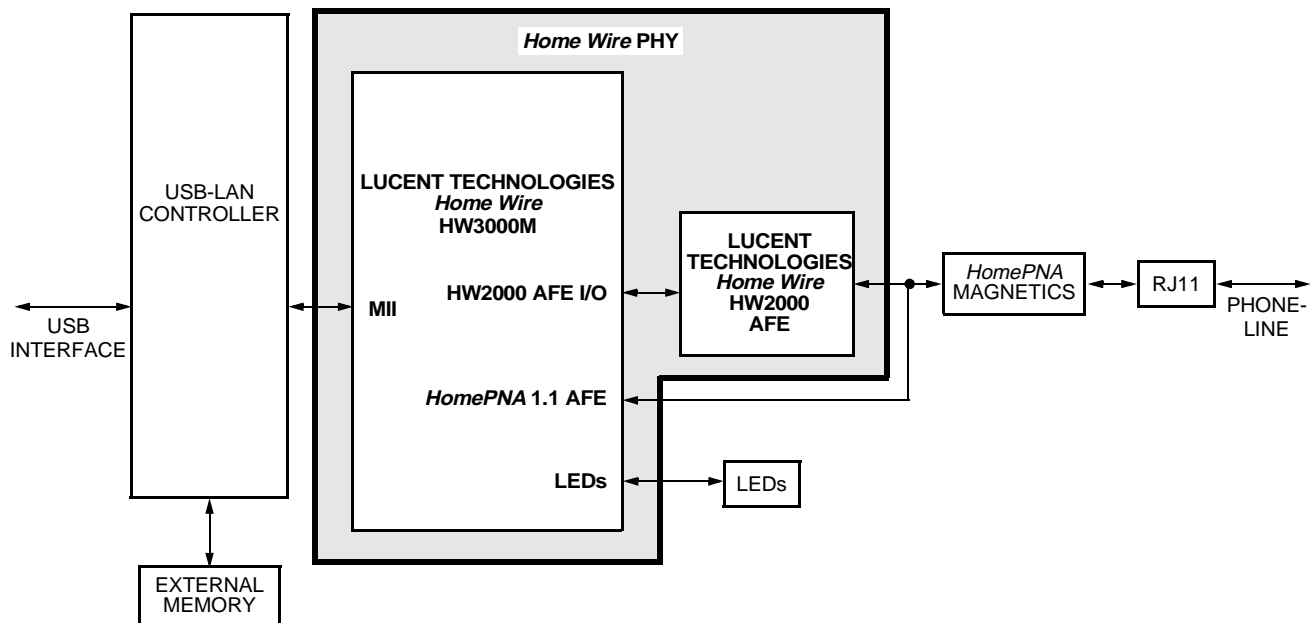 Home Wire PHY
USB-LAN
CONTROLLER
LUCENT TECHNOLOGIES
Home Wire
HW3000M
MII
HW2000 AFE I/O
HomePNA 1.1 AFE
LEDs
LUCENT
TECHNOLOGIES
Home Wire
HW2000
AFE
HomePNA
MAGNETICS
RJ11
PHONE-
LINE
USB
INTERFACE
LEDs
EXTERNAL
MEMORY